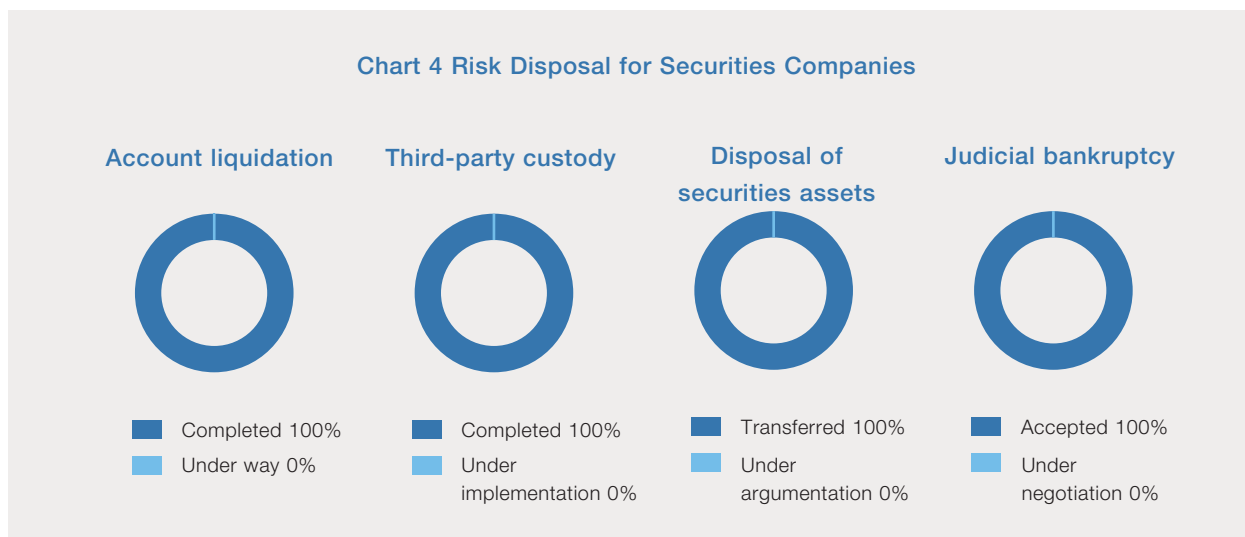 Chart 4 Risk Disposal for Securities Companies
Account liquidation
Completed 100%
Under way 0%
Third-party custody
Completed 100%
Under
implementation 0%
Disposal of
securities assets
Transferred 100%
Under
argumentation 0%
Judicial bankruptcy
Accepted 100%
Under
negotiation 0%